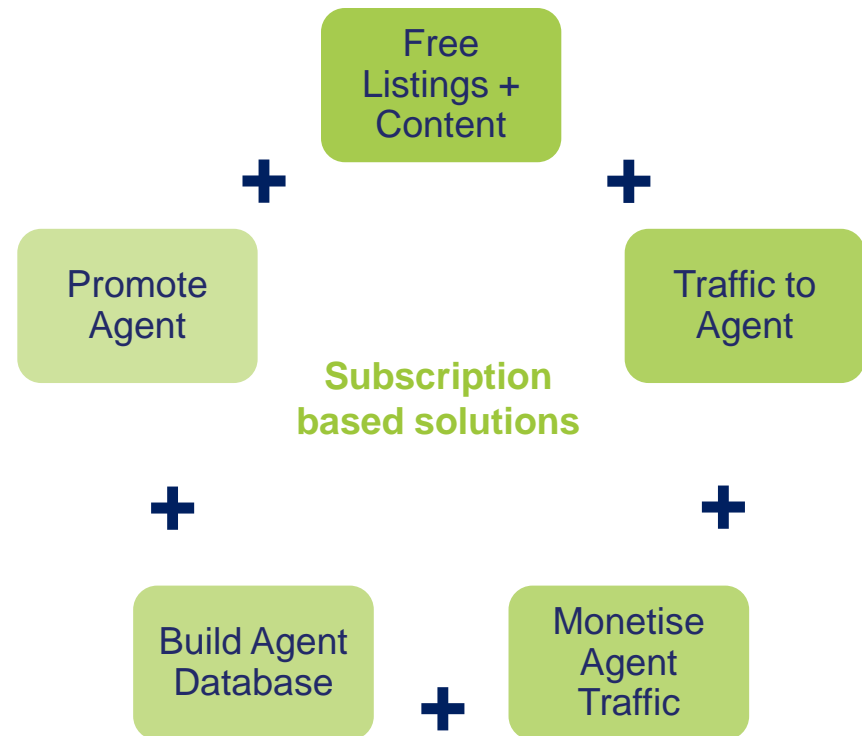 Free
Listings +
Content
+
+
Promote
Agent
Traffic to
Agent
Subscription
based solutions
+
+
Build Agent
Database
+
Monetise
Agent
Traffic